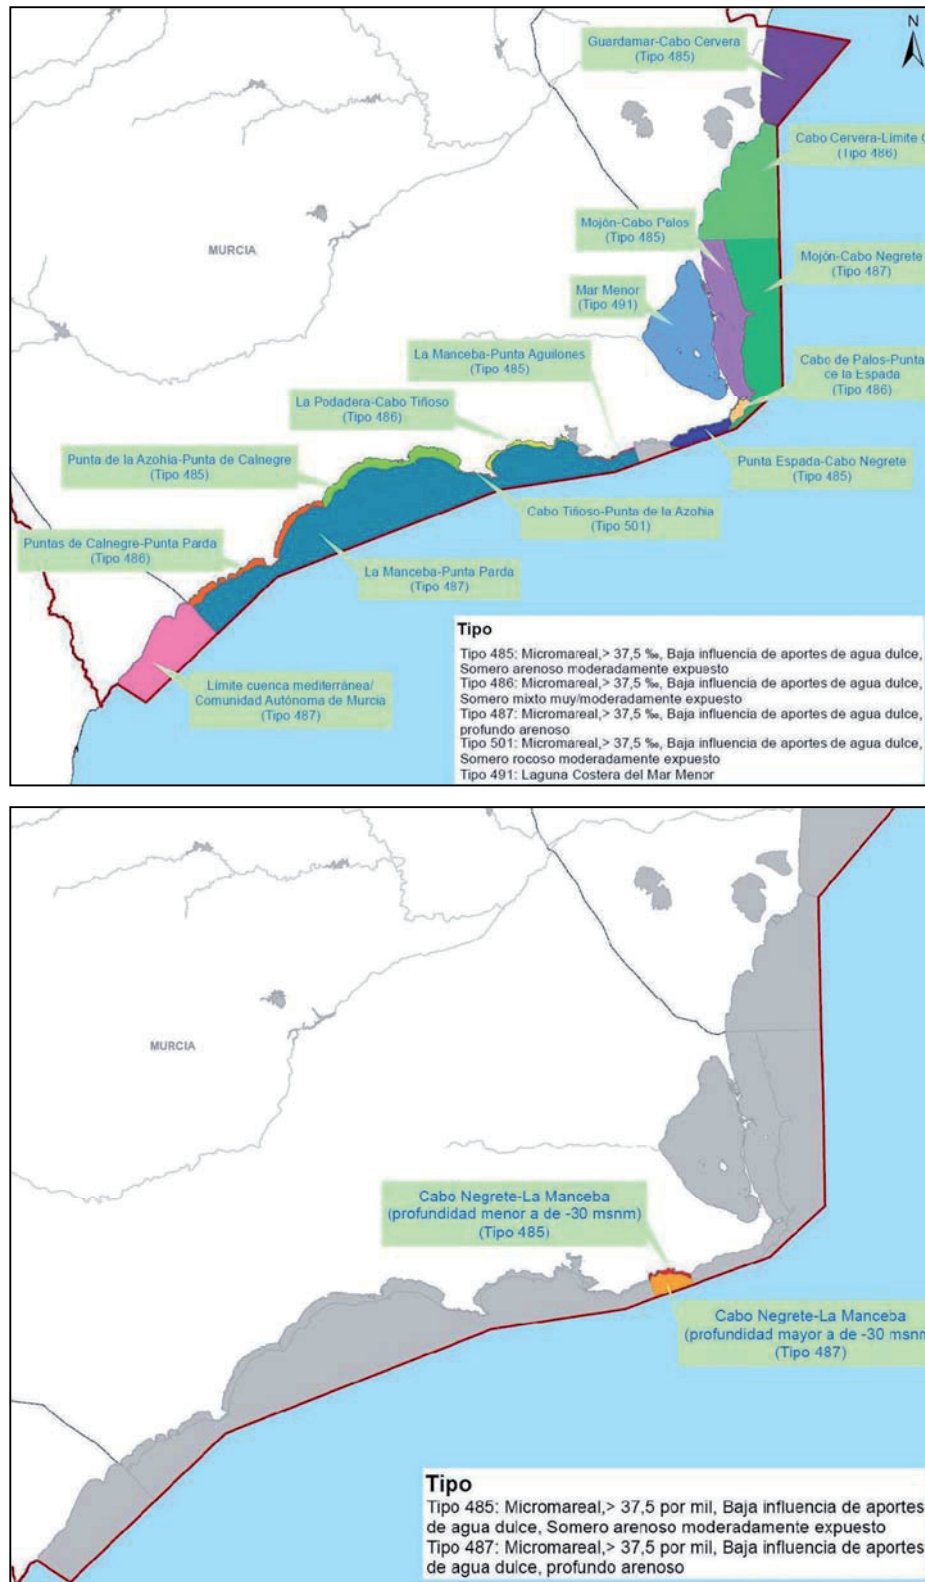 N
Guardamar-Cabo Cervera
(Tipo 485)
Cabo Cervera-Límite
(Tipo 486)
MURCIA
Mojón-Cabo Palos
(Tipo 485)
Mojón-Cabo Negrete
(Tipo 487)
Mar Menor
(Tipo 491)
La Manceba-Punta Aguilones
(Tipo 485)
Cabo de Palos-Punta
ce la Espada
(Tipo 486)
La Podadera-Cabo Tiñoso
(Tipo 486)
Punta de la Azohía-Punta de Calnegre
(Tipo 485)
Punta Espada-Cabo Negrete
(Tipo 485)
Cabo Tiñoso-Punta de la Azohia
(Tipo 501)
Puntas de Calnegre-Punta Parda
(Tipo 486)
La Manceba-Punta Parda
(Tipo 487)
Límite cuenca mediterránea/
Comunidad Autónoma de Murcia
(Tipo 487)
Tipo
Tipo 485: Micromareal,> 37,5 ‰, Baja influencia de aportes de agua dulce,
Somero arenoso moderadamente expuesto
Tipo 486: Micromareal,> 37,5 ‰, Baja influencia de aportes de agua dulce,
Somero mixto muy/moderadamente expuesto
Tipo 487: Micromareal,> 37,5 ‰, Baja influencia de aportes de agua dulce,
profundo arenoso
Tipo 501: Micromareal,> 37,5 ‰, Baja influencia de aportes de agua dulce,
Somero rocoso moderadamente expuesto
Tipo 491: Laguna Costera del Mar Menor
MURCIA
Cabo Negrete-La Manceba
(profundidad menor a de -30 msnm)
(Tipo 485)
Cabo Negrete-La Manceba
(profundidad mayor a de -30 msnm
(Tipo 487)
Tipo
Tipo 485: Micromareal,> 37,5 por mil, Baja influencia de aportes
de agua dulce, Somero arenoso moderadamente expuesto
Tipo 487: Micromareal,> 37,5 por mil, Baja influencia de aportes
de agua dulce, profundo arenoso